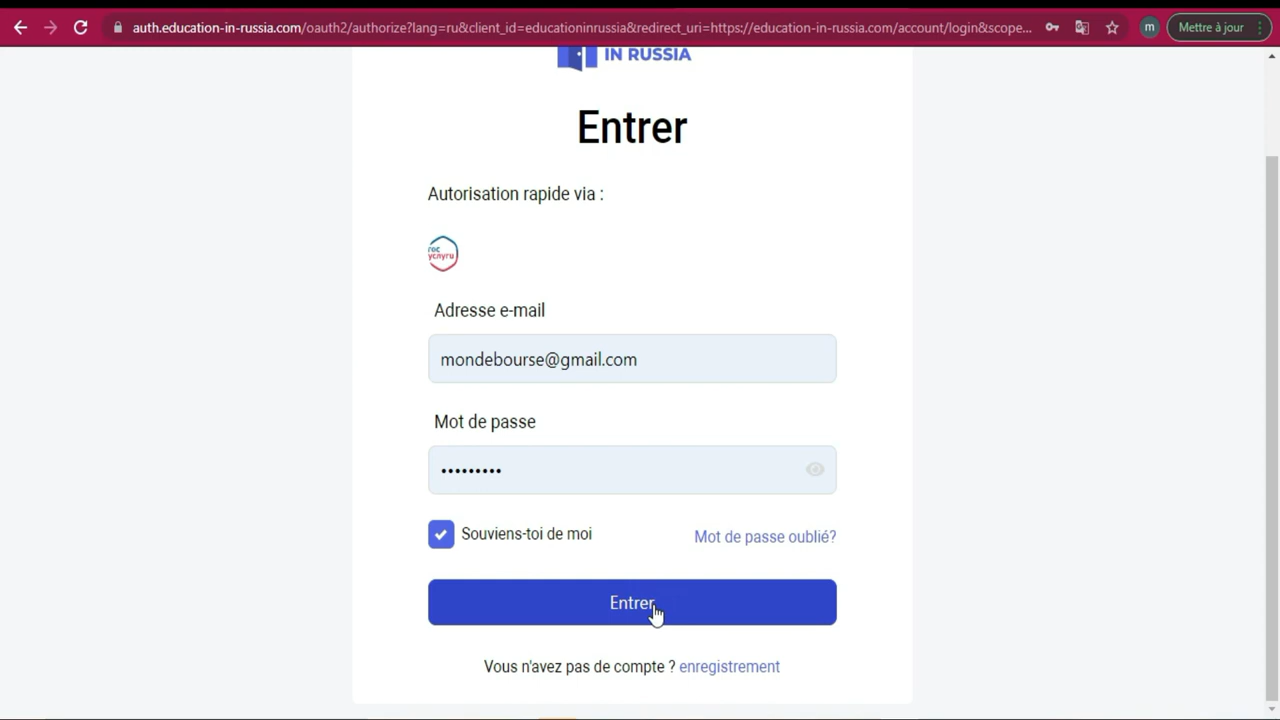 auth.education-in-russia.com/oauth2/authorize?lang=ru&client_id=educationinrussia&redirect_uri=https://education-in-russia.com/account/login&scope...
m
Mettre à jour
IN RUSSIA
Entrer
Autorisation rapide via :
гос
услуги
Adresse e-mail
mondebourse@gmail.com
Mot de passe
•••••••••
Souviens-toi de moi
Mot de passe oublié?
Entrer
Vous n'avez pas de compte ? enregistrement